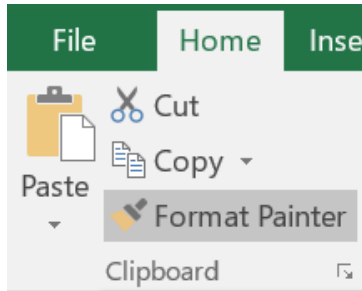 File Home Inse
Cut
Copy
Paste
Format Painter
Clipboard